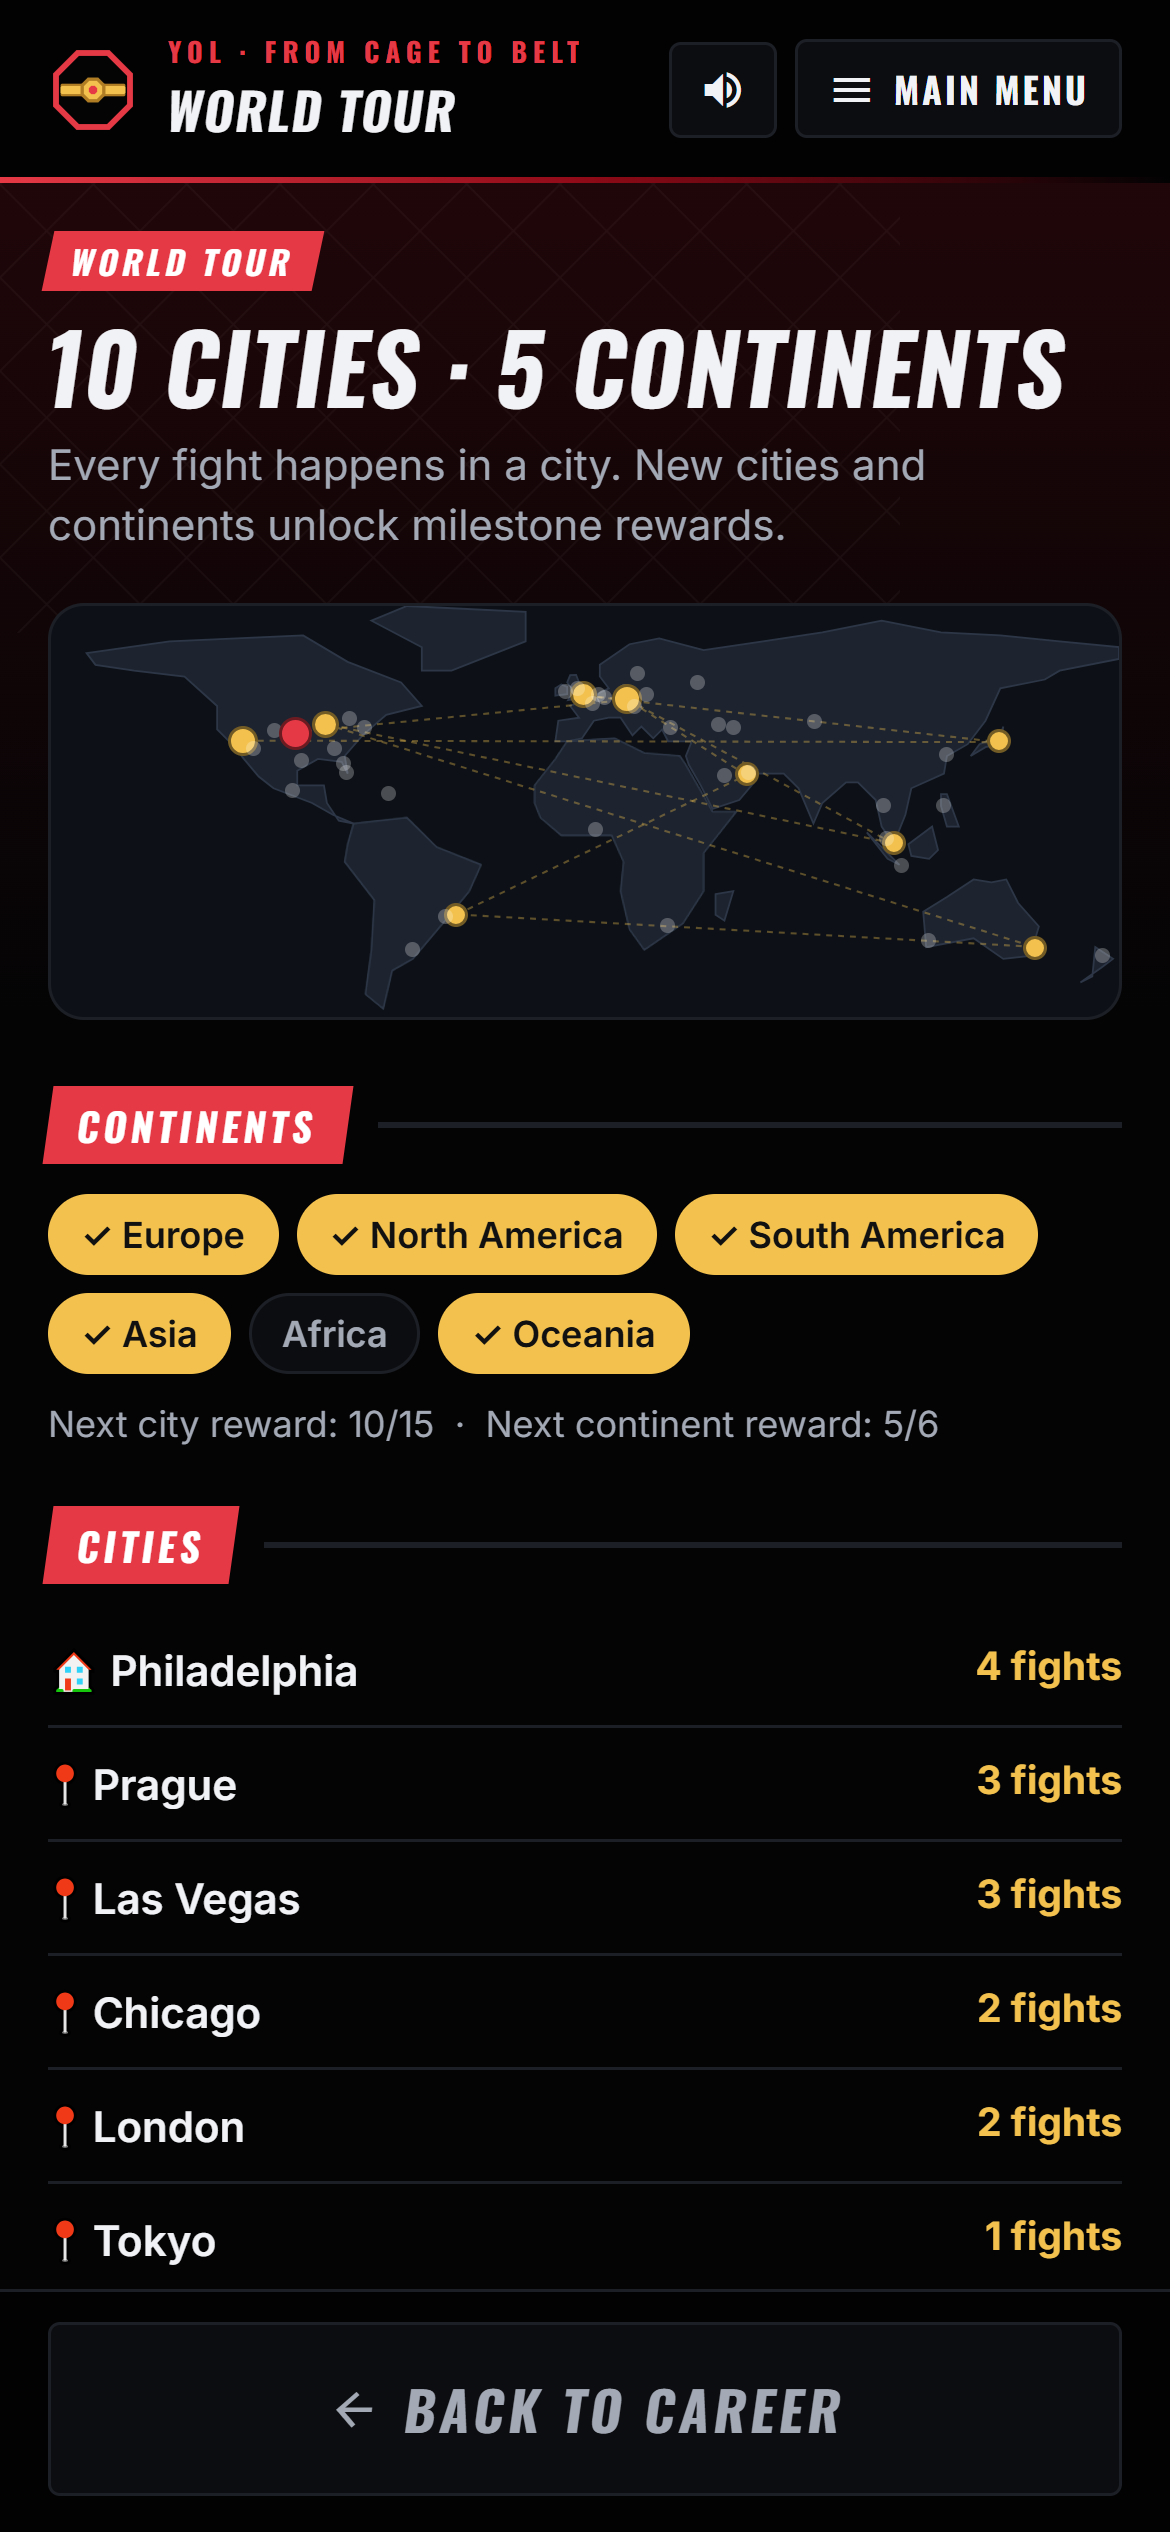 YOL · FROM CAGE TO BELT
WORLD TOUR
MAIN MENU
WORLD TOUR
10 CITIES · 5 CONTINENTS
Every fight happens in a city. New cities and
continents unlock milestone rewards.
CONTINENTS
✓ Europe
✓ North America
✓ South America
✓ Asia
Africa
✓ Oceania
Next city reward: 10/15 · Next continent reward: 5/6
CITIES
Philadelphia
4 fights
Prague
3 fights
Las Vegas
3 fights
Chicago
2 fights
London
2 fights
Tokyo
1 fights
← BACK TO CAREER